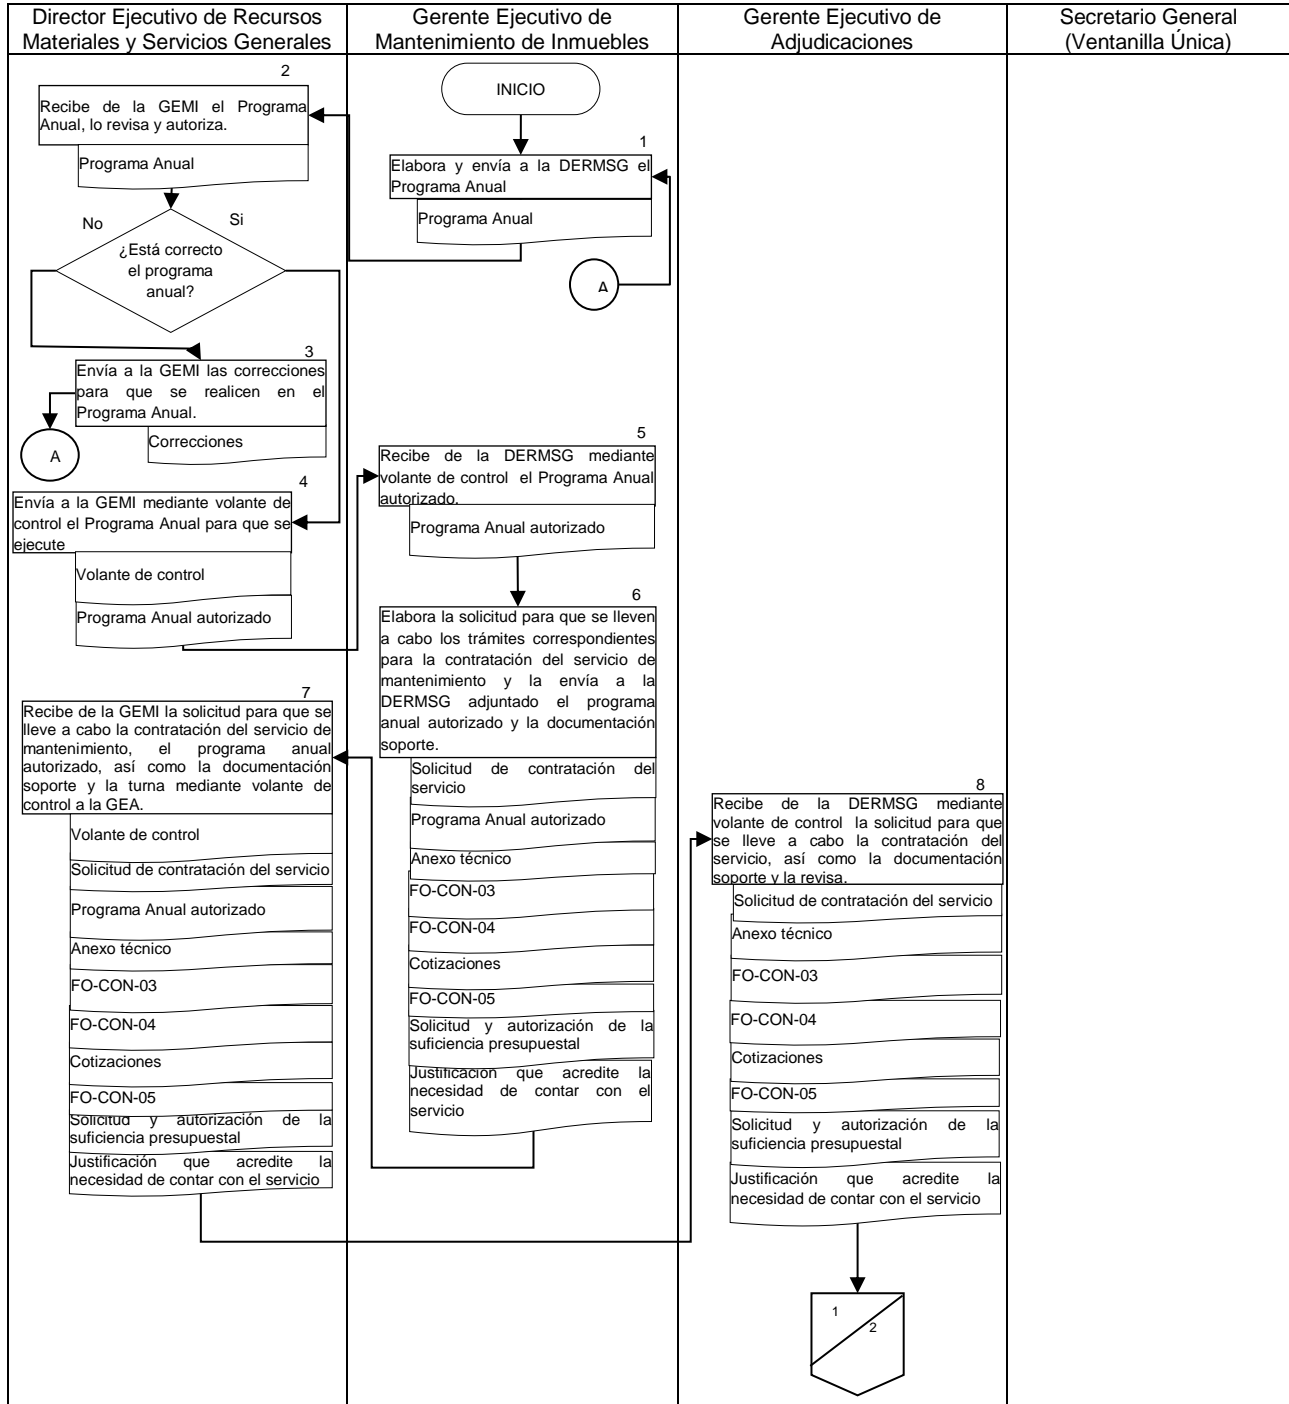 Director Ejecutivo de Recursos
Materiales y Servicios Generales
Gerente Ejecutivo de
Mantenimiento de Inmuebles
Gerente Ejecutivo de
Adjudicaciones
Secretario General
(Ventanilla Única)
INICIO
1
Elabora y envía a la DERMSG el
Programa Anual
Programa Anual
A
2
Recibe de la GEMI el Programa
Anual, lo revisa y autoriza.
Programa Anual
No
Si
¿Está correcto
el programa
anual?
3
Envía a la GEMI las correcciones
para que se realicen en el
Programa Anual.
Correcciones
A
4
Envía a la GEMI mediante volante de
control el Programa Anual para que se
ejecute
Volante de control
Programa Anual autorizado
5
Recibe de la DERMSG mediante
volante de control el Programa Anual
autorizado.
Programa Anual autorizado
6
Elabora la solicitud para que se lleven
a cabo los trámites correspondientes
para la contratación del servicio de
mantenimiento y la envía a la
DERMSG adjuntado el programa
anual autorizado y la documentación
soporte.
Solicitud de contratación del
servicio
Programa Anual autorizado
Anexo técnico
FO-CON-03
FO-CON-04
Cotizaciones
FO-CON-05
Solicitud y autorización de la
suficiencia presupuestal
Justificación que acredite la
necesidad de contar con el
servicio
7
Recibe de la GEMI la solicitud para que se
lleve a cabo la contratación del servicio de
mantenimiento, el programa anual
autorizado, así como la documentación
soporte y la turna mediante volante de
control a la GEA.
Volante de control
Solicitud de contratación del servicio
Programa Anual autorizado
Anexo técnico
FO-CON-03
FO-CON-04
Cotizaciones
FO-CON-05
Solicitud y autorización de la
suficiencia presupuestal
Justificación que acredite la
necesidad de contar con el servicio
8
Recibe de la DERMSG mediante
volante de control la solicitud para que
se lleve a cabo la contratación del
servicio, así como la documentación
soporte y la revisa.
Solicitud de contratación del servicio
Anexo técnico
FO-CON-03
FO-CON-04
Cotizaciones
FO-CON-05
Solicitud y autorización de la
suficiencia presupuestal
Justificación que acredite la
necesidad de contar con el servicio
1
2